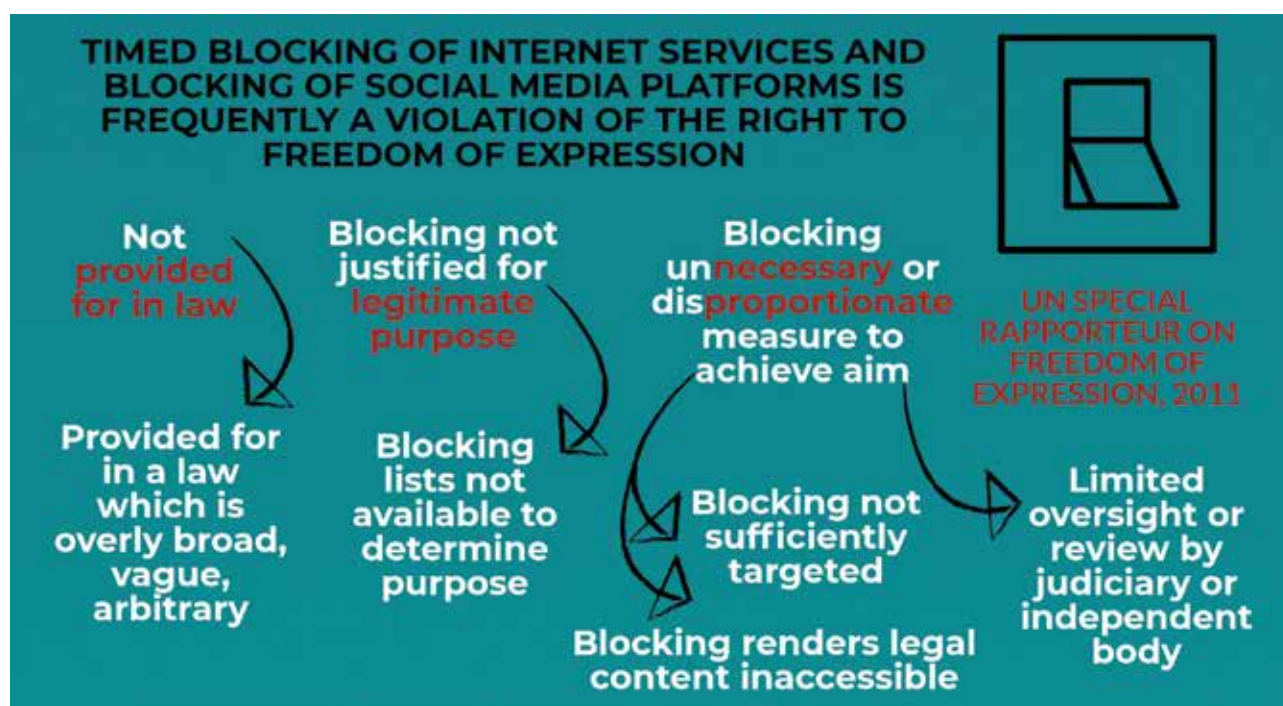 TIMED BLOCKING OF INTERNET SERVICES AND
BLOCKING OF SOCIAL MEDIA PLATFORMS IS
FREQUENTLY A VIOLATION OF THE RIGHT TO
FREEDOM OF EXPRESSION
Not
provided
for in law
Provided for
in a law
which is
overly broad,
vague,
arbitrary
Blocking not
justified for
legitimate
purpose
Blocking
lists not
available to
determine
purpose
Blocking
unnecessary or
disproportionate
measure to
achieve aim
Blocking not
sufficiently
targeted
Blocking renders legal
content inaccessible
Limited
oversight or
review by
judiciary or
independent
body
UN SPECIAL
RAPPORTEUR ON
FREEDOM OF
EXPRESSION, 2011